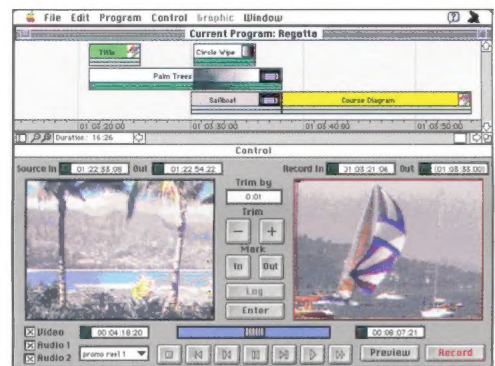 File Edit Program Control Graphic Window
Current Program: Regatta
Title
Circle Wipe
Palm Trees
Sailboat
Course Diagram
01:03:20:00 01:03:30:00 01:03:40:00 01:03:50:00
Duration: 16:26
Control
Source In 01:22:33:08 Out 01:22:54:22
Record In 01:03:21:06 Out (01:03:33:00)
Trim by
0:01
Trim
− +
Mark
In Out
Log
Enter
Video 00:04:18:20 00:08:07:21
Audio 1
Audio 2 promo reel 1
Preview Record